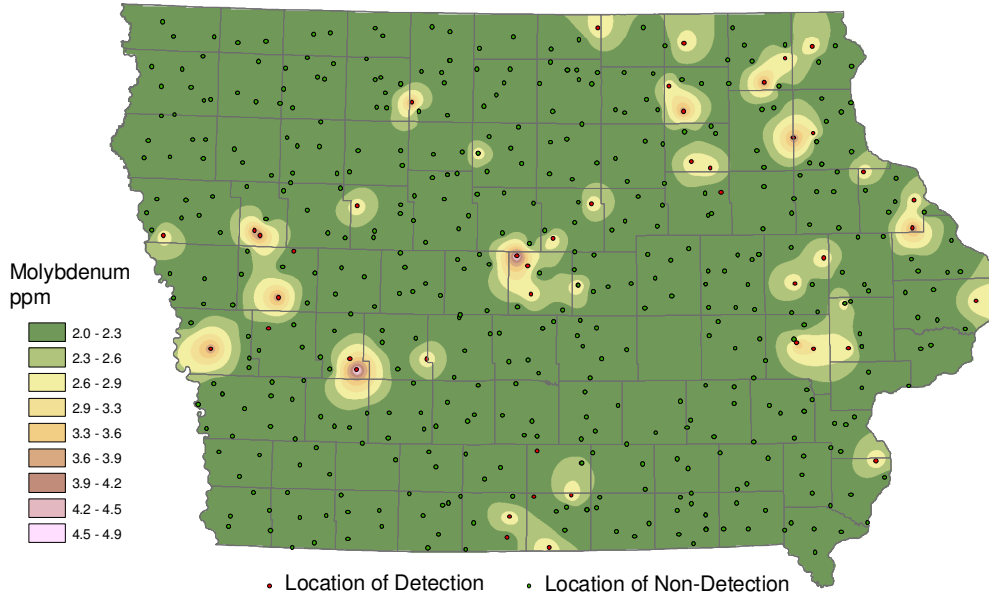 Molybdenum
ppm
2.0 - 2.3
2.3 - 2.6
2.6 - 2.9
2.9 - 3.3
3.3 - 3.6
3.6 - 3.9
3.9 - 4.2
4.2 - 4.5
4.5 - 4.9
Location of Detection
Location of Non-Detection